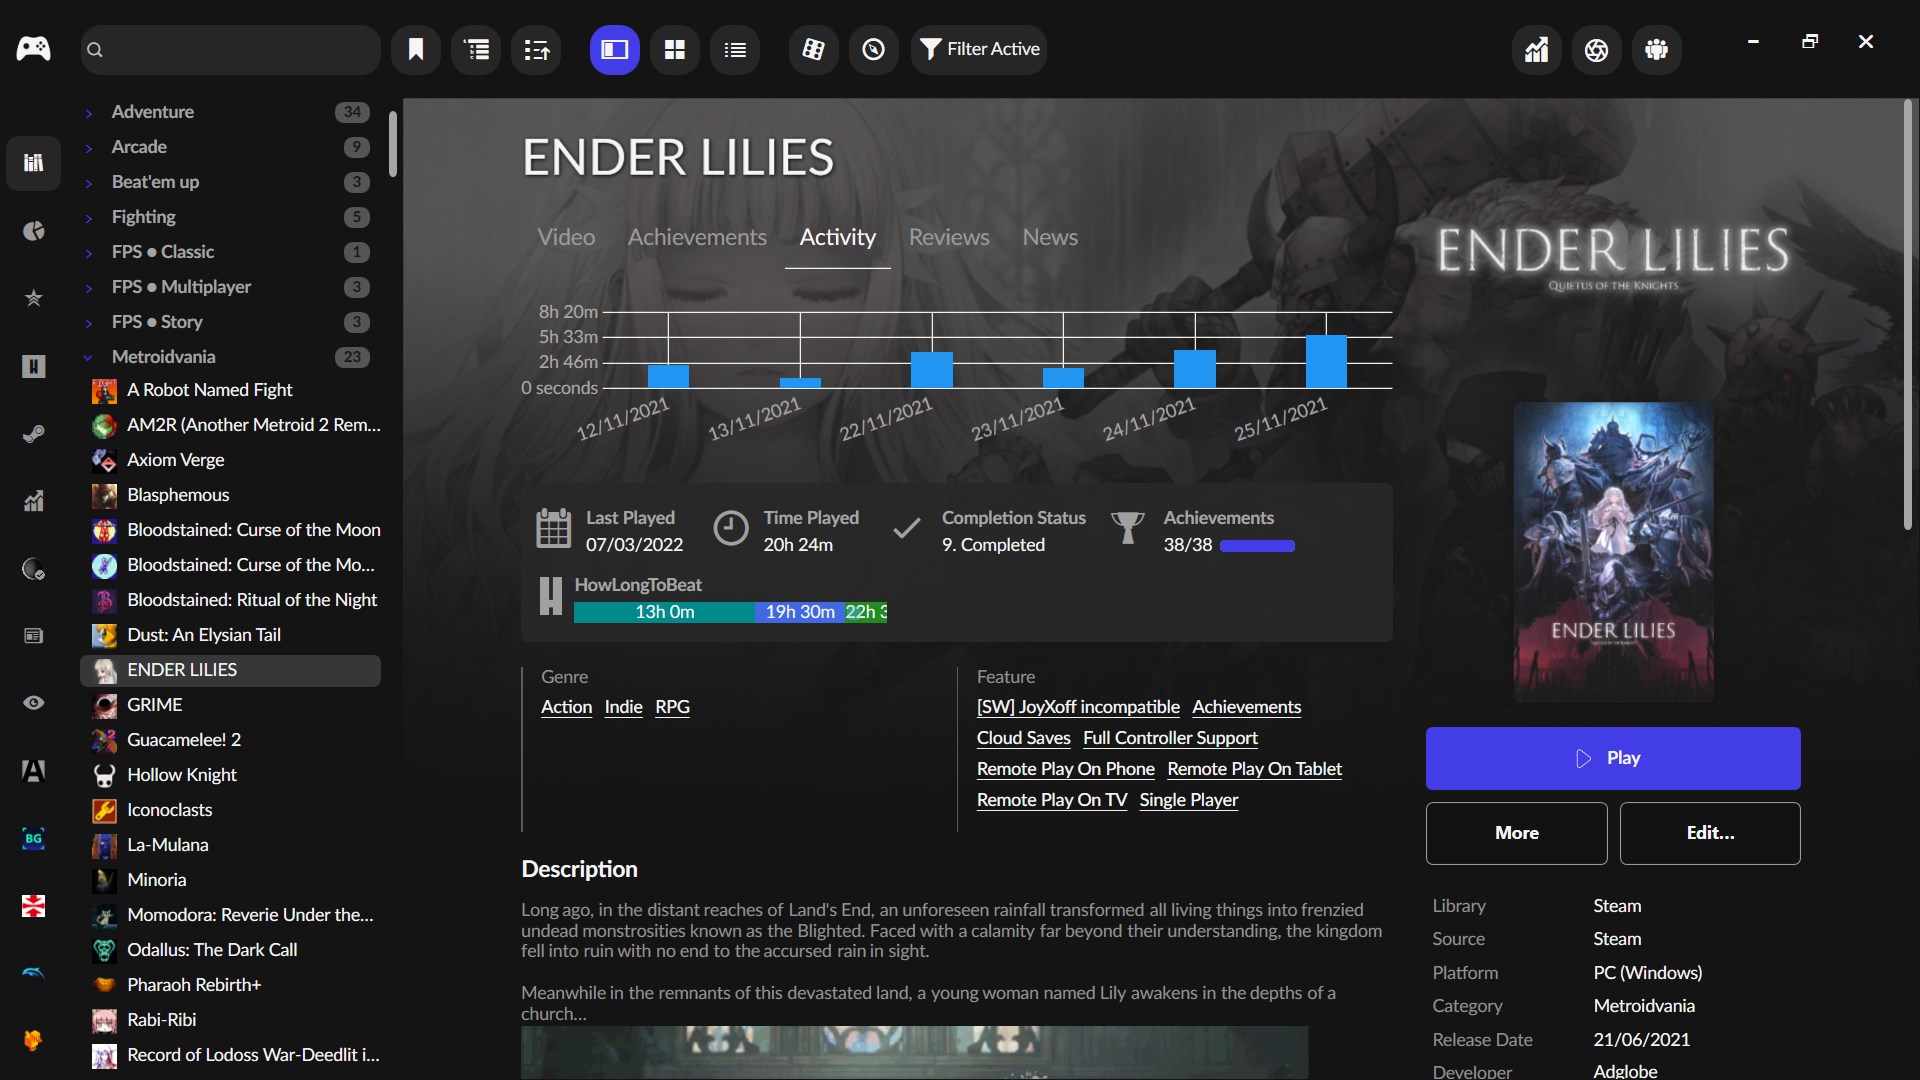 Filter Active
Adventure 34
Arcade 9
Beat'em up 3
Fighting 5
FPS ● Classic 1
FPS ● Multiplayer 3
FPS ● Story 3
Metroidvania 23
A Robot Named Fight
AM2R (Another Metroid 2 Rem...
Axiom Verge
Blasphemous
Bloodstained: Curse of the Moon
Bloodstained: Curse of the Mo...
Bloodstained: Ritual of the Night
Dust: An Elysian Tail
ENDER LILIES
GRIME
Guacamelee! 2
Hollow Knight
Iconoclasts
La-Mulana
Minoria
Momodora: Reverie Under the...
Odallus: The Dark Call
Pharaoh Rebirth+
Rabi-Ribi
Record of Lodoss War-Deedlit i...
BG
ENDER LILIES
Video Achievements Activity Reviews News
8h 20m
5h 33m
2h 46m
0 seconds
12/11/2021 13/11/2021 22/11/2021 23/11/2021 24/11/2021 25/11/2021
Last Played
07/03/2022
Time Played
20h 24m
Completion Status
9. Completed
Achievements
38/38
HowLongToBeat
13h 0m 19h 30m 22h 3
Genre
Action Indie RPG
Feature
[SW] JoyXoff incompatible Achievements
Cloud Saves Full Controller Support
Remote Play On Phone Remote Play On Tablet
Remote Play On TV Single Player
Description
Long ago, in the distant reaches of Land's End, an unforeseen rainfall transformed all living things into frenzied
undead monstrosities known as the Blighted. Faced with a calamity far beyond their understanding, the kingdom
fell into ruin with no end to the accursed rain in sight.
Meanwhile in the remnants of this devastated land, a young woman named Lily awakens in the depths of a
church...
ENDER LILIES
QUIETUS OF THE KNIGHTS
ENDER LILIES
Play
More Edit...
Library Steam
Source Steam
Platform PC (Windows)
Category Metroidvania
Release Date 21/06/2021
Developer Adglobe